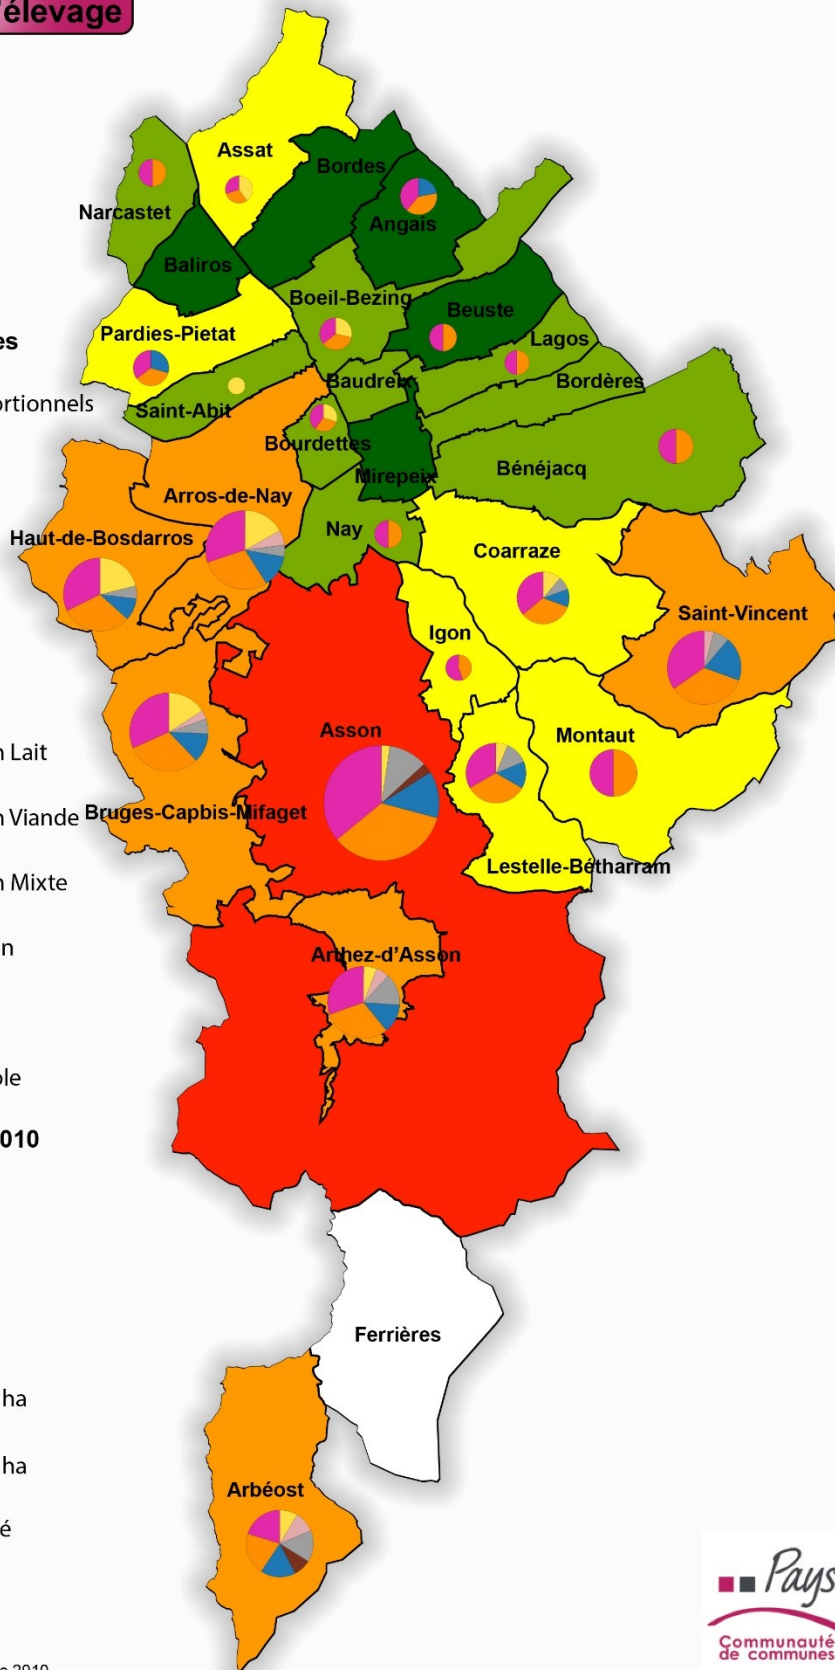 'élevage
Assat
Bordes
Narcastet
Angais
Baliros
Boeil-Bezing
Beuste
Pardies-Pietat
Lagos
es
Baudreix
Bordères
ortionnels
Saint-Abit
Bourdettes
Bénéjacq
Mirepeix
Arros-de-Nay
Nay
Haut-de-Bosdarros
Coarraze
Saint-Vincent
Igon
Asson
Montaut
n Lait
Bruges-Capbis-Mifaget
n Viande
Lestelle-Bétharram
n Mixte
n
Arthez-d'Asson
ole
010
Ferrières
ha
ha
Arbéost
é
Pays
Communauté
de communes
2010